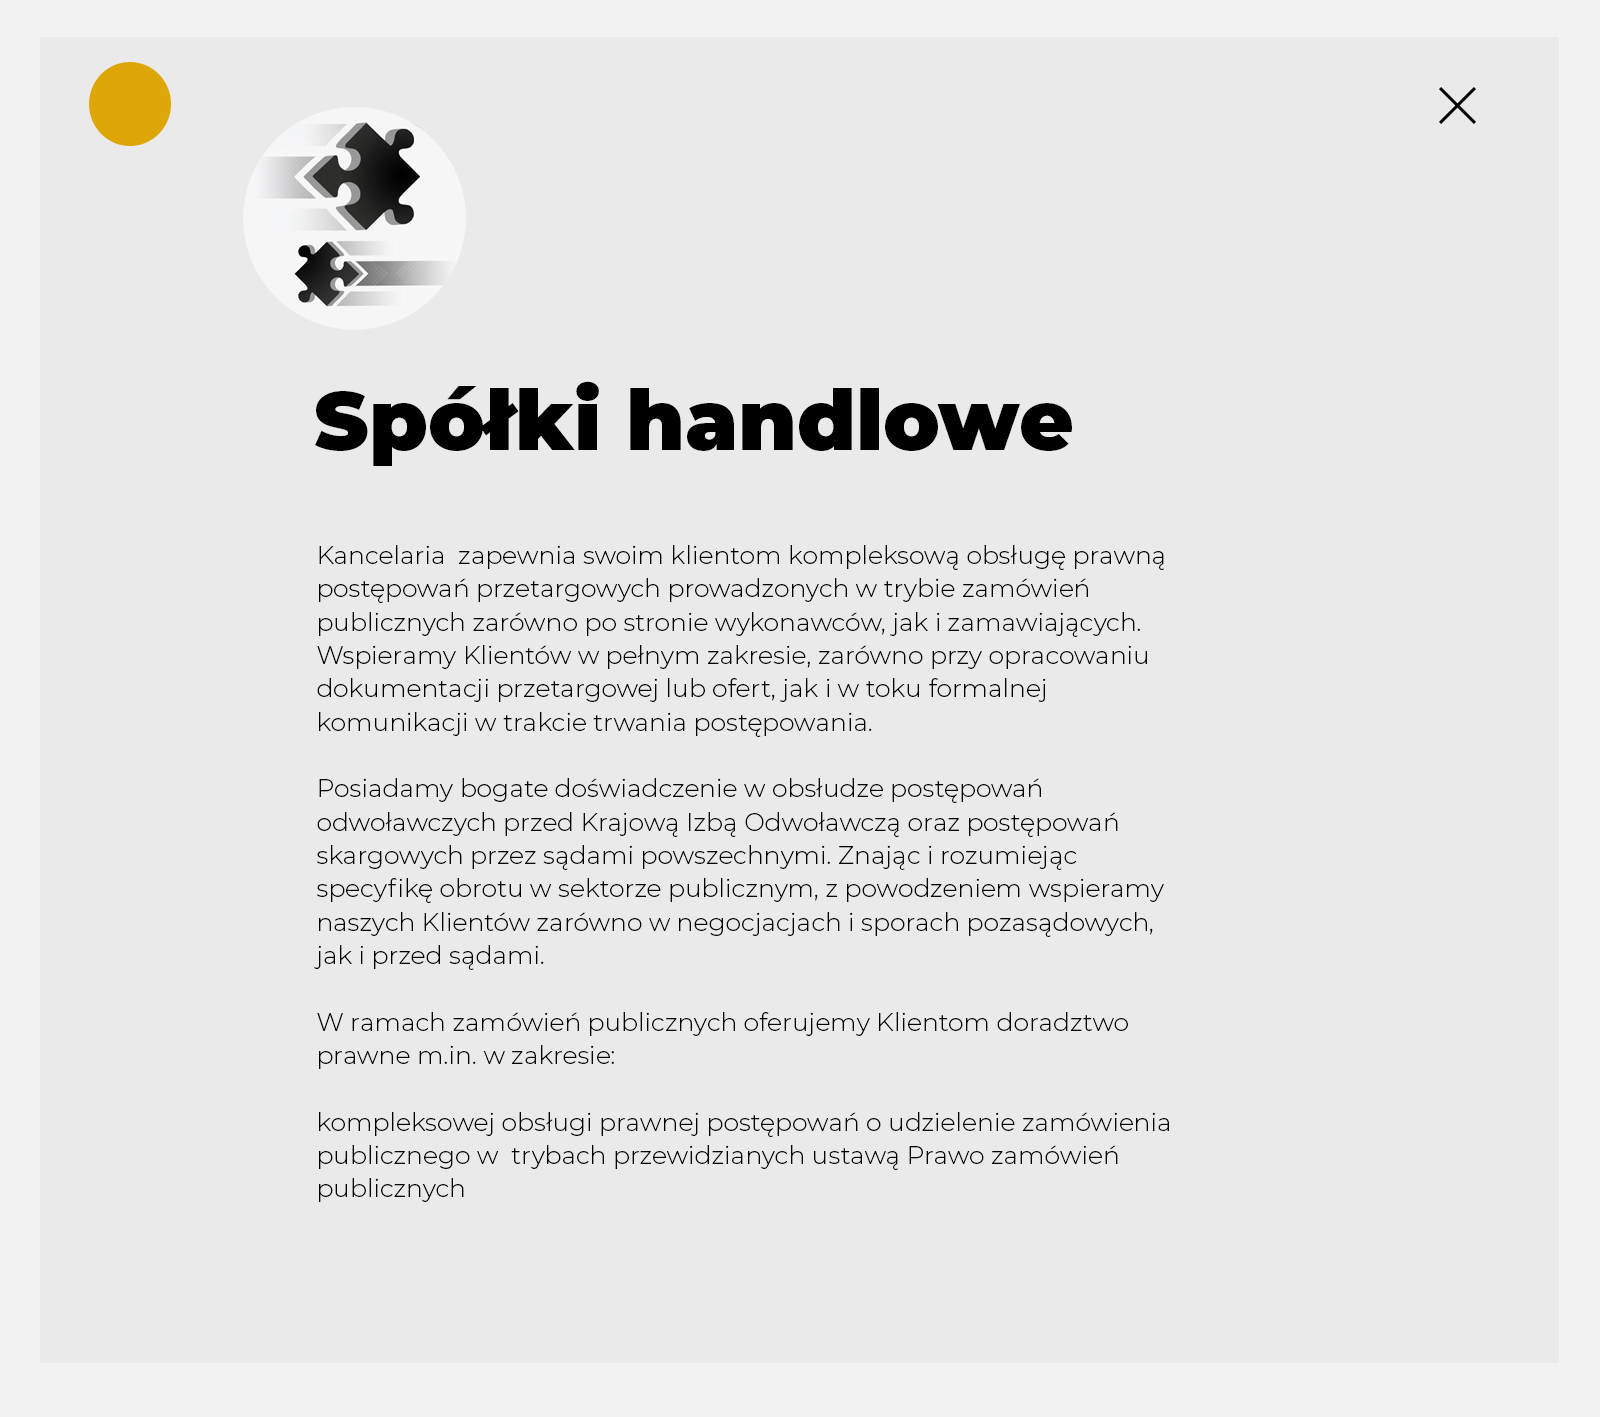 Spółki handlowe
Kancelaria  zapewnia swoim klientom kompleksową obsługę prawną
postępowań przetargowych prowadzonych w trybie zamówień
publicznych zarówno po stronie wykonawców, jak i zamawiających.
Wspieramy Klientów w pełnym zakresie, zarówno przy opracowaniu
dokumentacji przetargowej lub ofert, jak i w toku formalnej
komunikacji w trakcie trwania postępowania.
Posiadamy bogate doświadczenie w obsłudze postępowań
odwoławczych przed Krajową Izbą Odwoławczą oraz postępowań
skargowych przez sądami powszechnymi. Znając i rozumiejąc
specyfikę obrotu w sektorze publicznym, z powodzeniem wspieramy
naszych Klientów zarówno w negocjacjach i sporach pozasądowych,
jak i przed sądami.
W ramach zamówień publicznych oferujemy Klientom doradztwo
prawne m.in. w zakresie:
kompleksowej obsługi prawnej postępowań o udzielenie zamówienia
publicznego w  trybach przewidzianych ustawą Prawo zamówień
publicznych